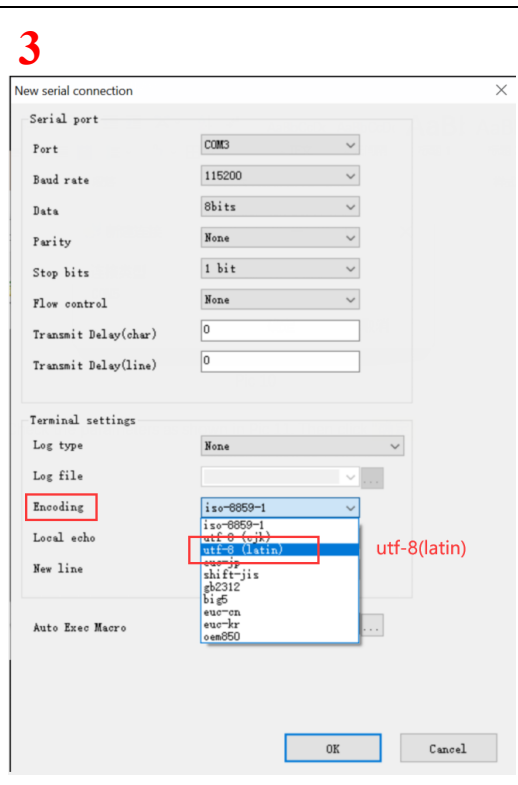 3
New serial connection
Serial port
Port COM3
Baud rate 115200
Data 8bits
Parity None
Stop bits 1 bit
Flow control None
Transmit Delay(char) 0
Transmit Delay(line) 0
Terminal settings
Log type None
Log file ...
Encoding iso-8859-1
iso-8859-1
Local echo utf-8 (cjk)
utf-8 (latin) utf-8(latin)
euc-jp
New line shift-jis
gb2312
big5
euc-cn
Auto Exec Macro euc-kr ...
oem850
OK Cancel